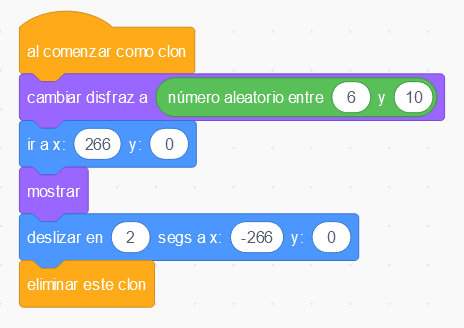 al comenzar como clon
cambiar disfraz a número aleatorio entre 6 y 10
ir a x: 266 y: 0
mostrar
deslizar en 2 segs a x: -266 y: 0
eliminar este clon